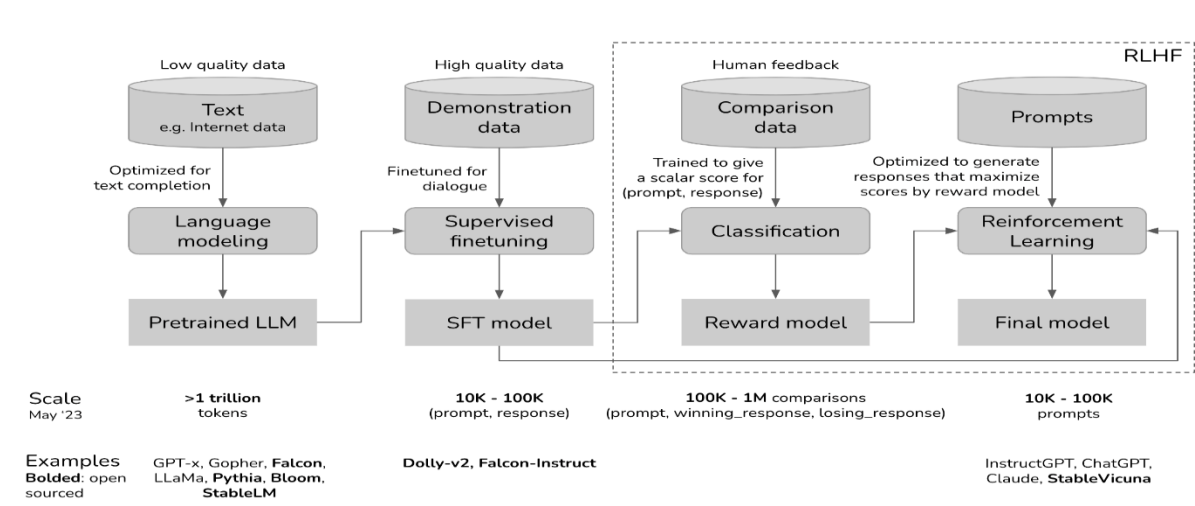 RLHF
Low quality data
Text
e.g. Internet data
Optimized for
text completion
Language
modeling
Pretrained LLM
High quality data
Demonstration
data
Finetuned for
dialogue
Supervised
finetuning
SFT model
Human feedback
Comparison
data
Trained to give
a scalar score for
(prompt, response)
Classification
Reward model
Prompts
Optimized to generate
responses that maximize
scores by reward model
Reinforcement
Learning
Final model
Scale
May '23
>1 trillion
tokens
10K - 100K
(prompt, response)
100K - 1M comparisons
(prompt, winning_response, losing_response)
10K - 100K
prompts
Examples
Bolded: open
sourced
GPT-x, Gopher, Falcon,
LLaMa, Pythia, Bloom,
StableLM
Dolly-v2, Falcon-Instruct
InstructGPT, ChatGPT,
Claude, StableVicuna